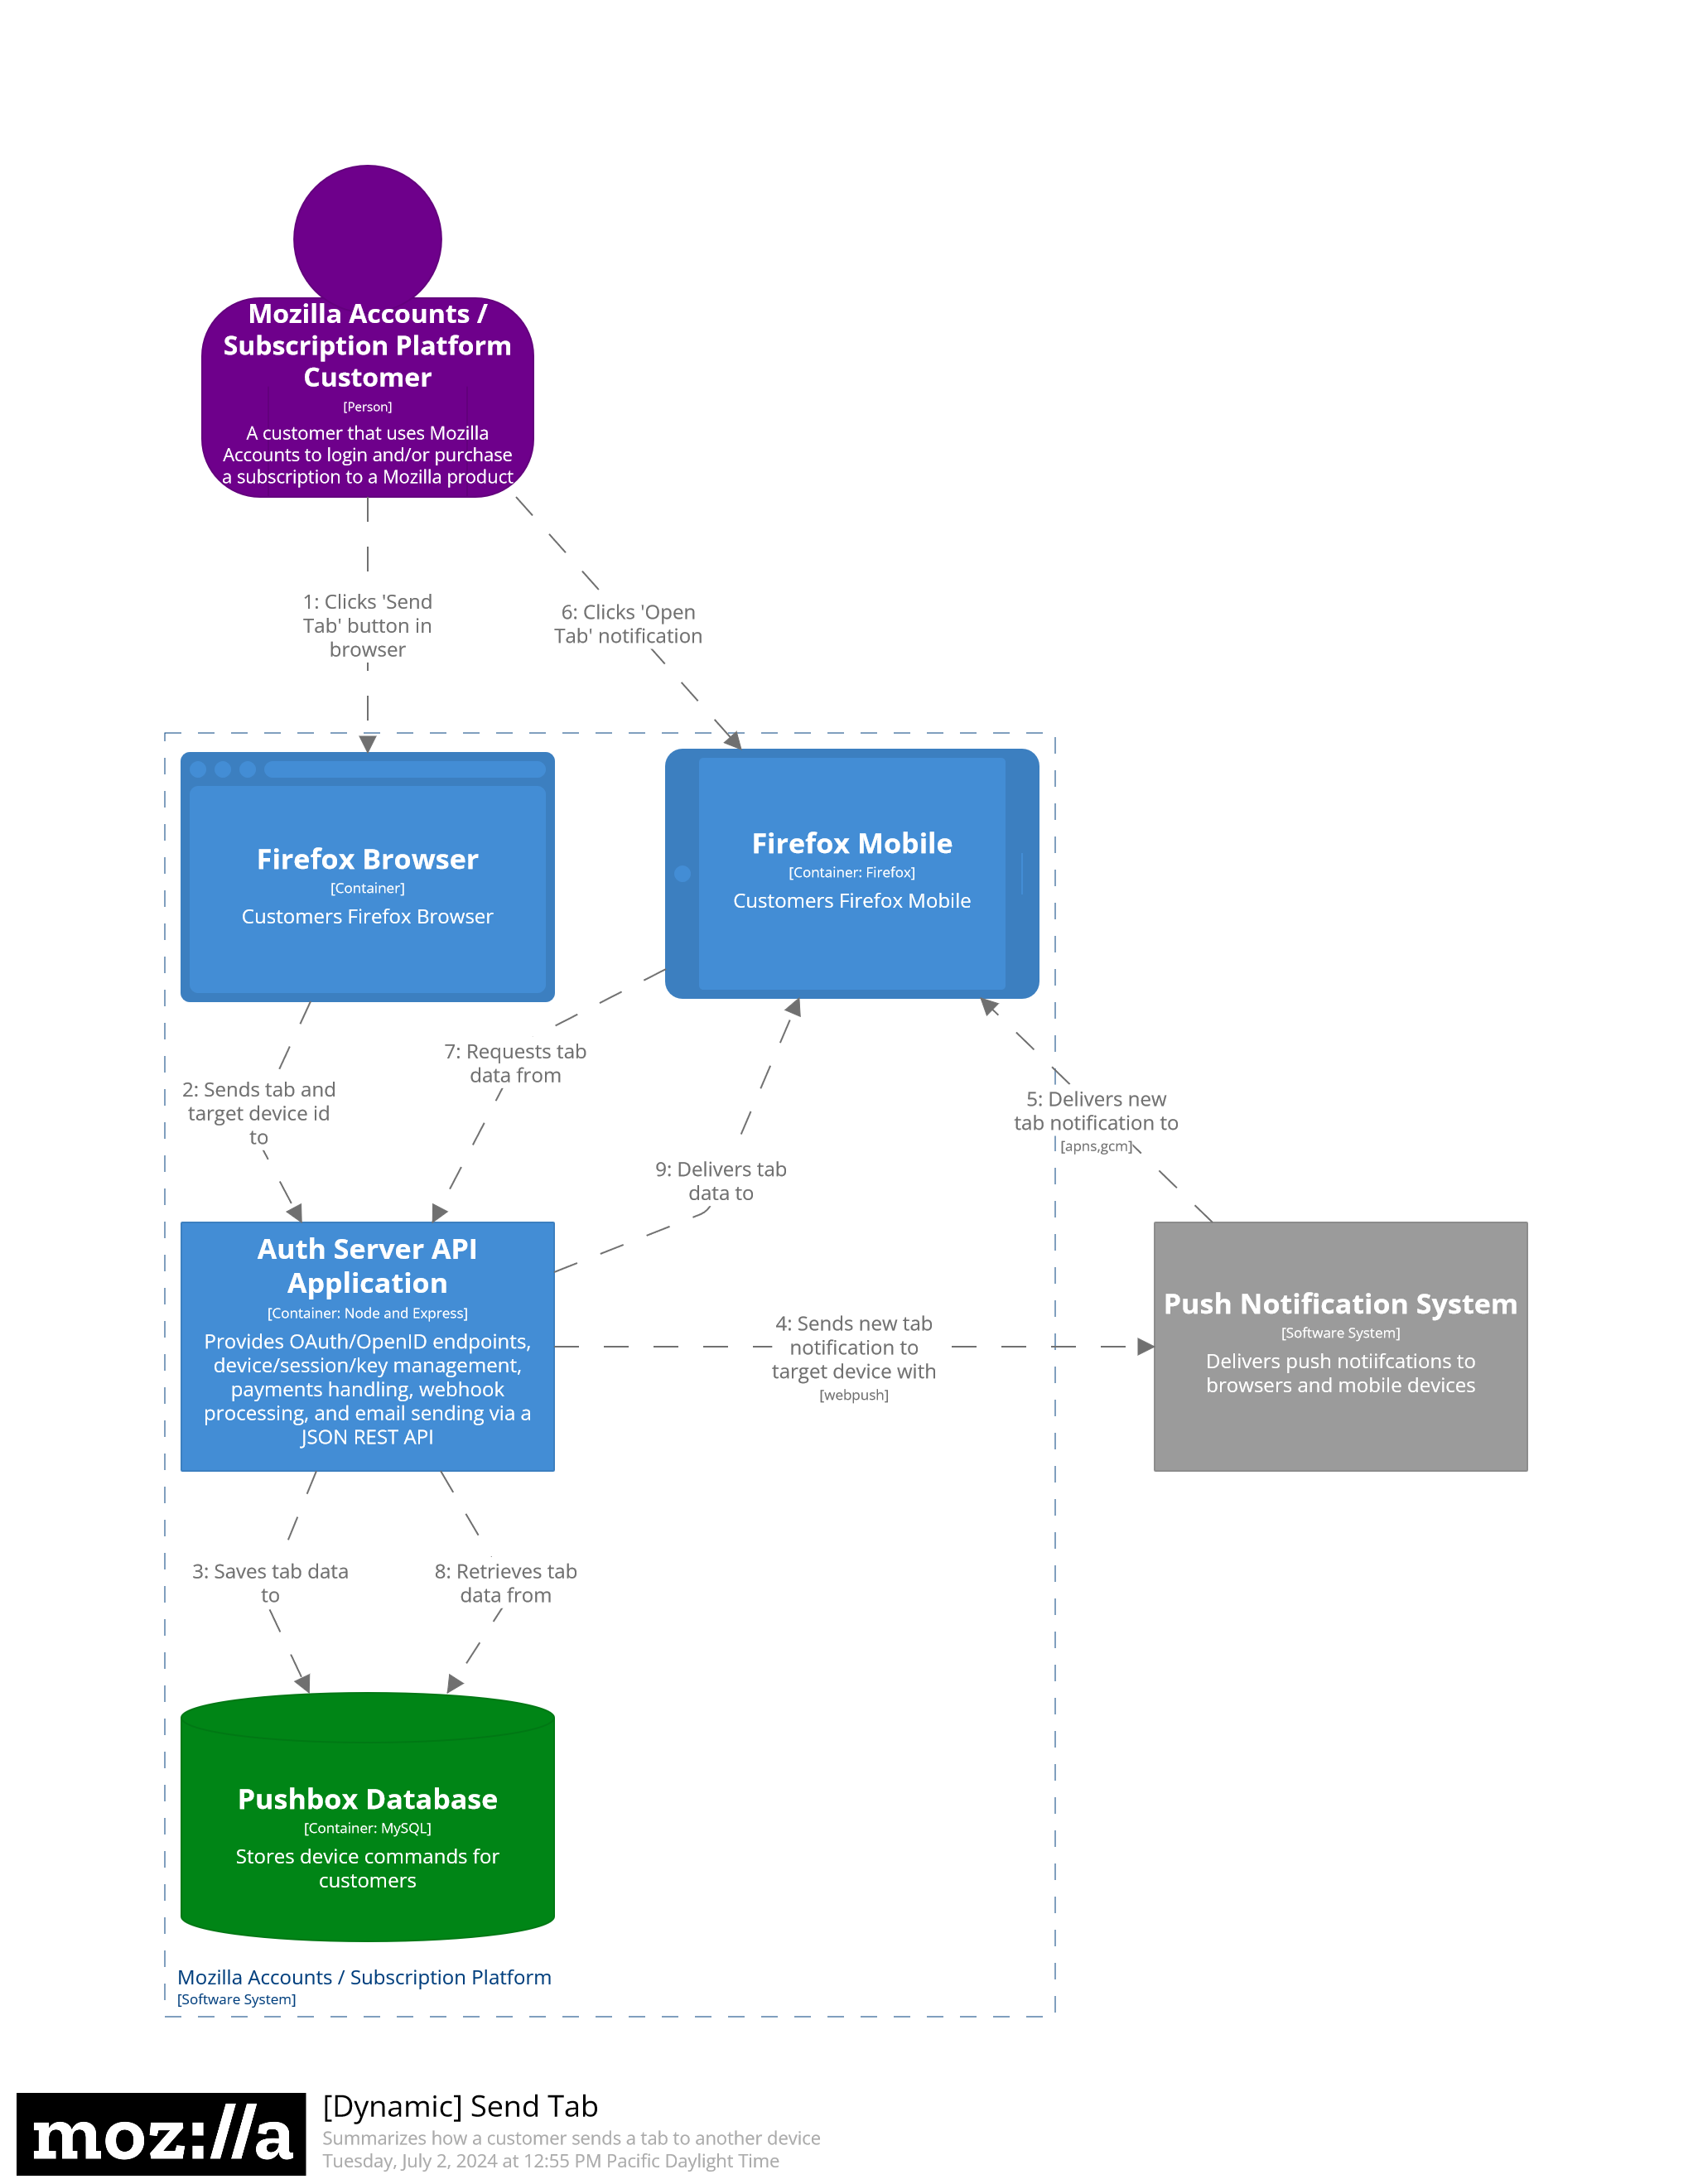 Mozilla Accounts /
Subscription Platform
Customer
[Person]
A customer that uses Mozilla
Accounts to login and/or purchase
a subscription to a Mozilla product
1: Clicks 'Send
Tab' button in
browser
6: Clicks 'Open
Tab' notification
Firefox Browser
[Container]
Customers Firefox Browser
Firefox Mobile
[Container: Firefox]
Customers Firefox Mobile
2: Sends tab and
target device id
to
7: Requests tab
data from
9: Delivers tab
data to
5: Delivers new
tab notification to
[apns,gcm]
Auth Server API
Application
[Container: Node and Express]
Provides OAuth/OpenID endpoints,
device/session/key management,
payments handling, webhook
processing, and email sending via a
JSON REST API
4: Sends new tab
notification to
target device with
[webpush]
Push Notification System
[Software System]
Delivers push notiifcations to
browsers and mobile devices
3: Saves tab data
to
8: Retrieves tab
data from
Pushbox Database
[Container: MySQL]
Stores device commands for
customers
Mozilla Accounts / Subscription Platform
[Software System]
moz://a
[Dynamic] Send Tab
Summarizes how a customer sends a tab to another device
Tuesday, July 2, 2024 at 12:55 PM Pacific Daylight Time